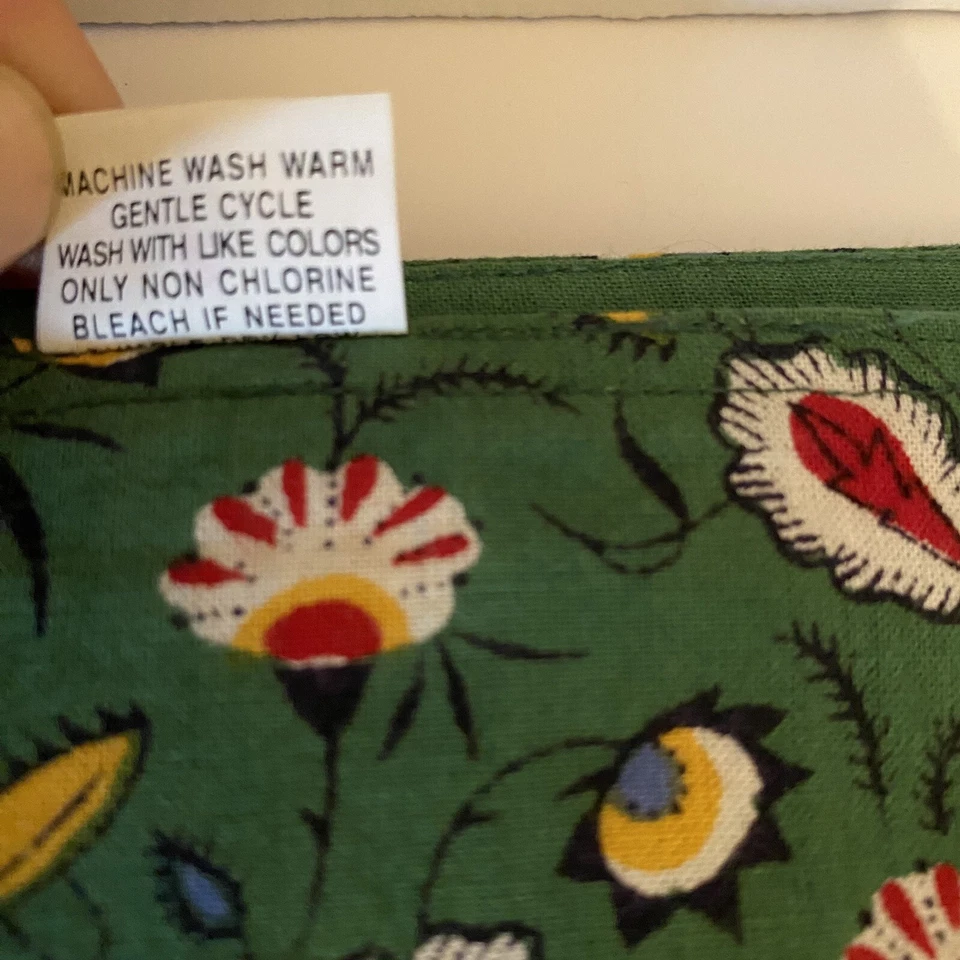 MACHINE WASH WARM
GENTLE CYCLE
WASH WITH LIKE COLORS
ONLY NON CHLORINE
BLEACH IF NEEDED